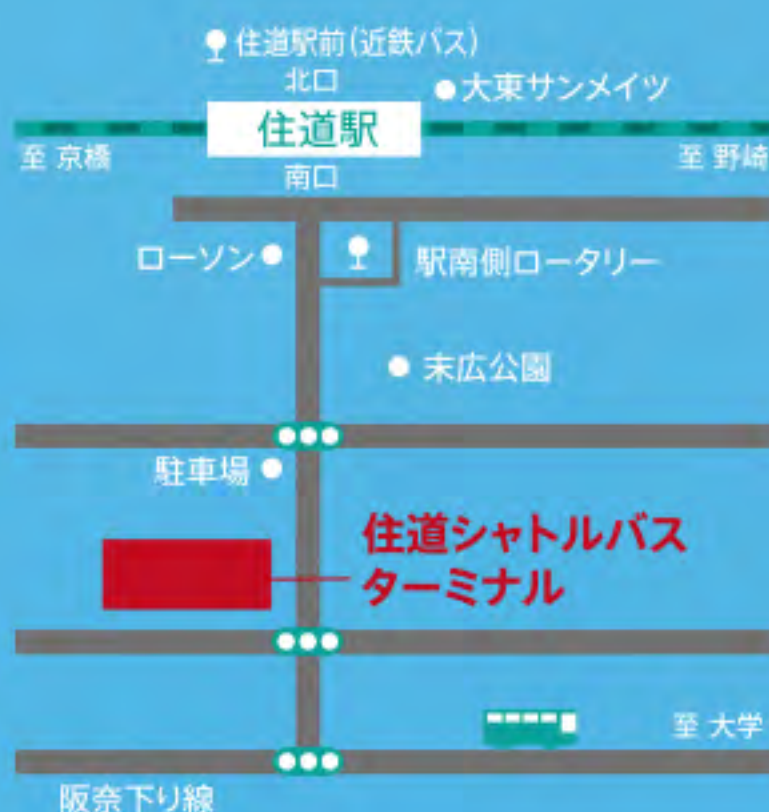 住道駅前(近鉄バス)
北口
大東サンメイツ
住道駅
至 京橋
至 野崎
南口
ローソン
駅南側ロータリー
末広公園
駐車場
住道シャトルバス
ターミナル
至 大学
阪奈下り線